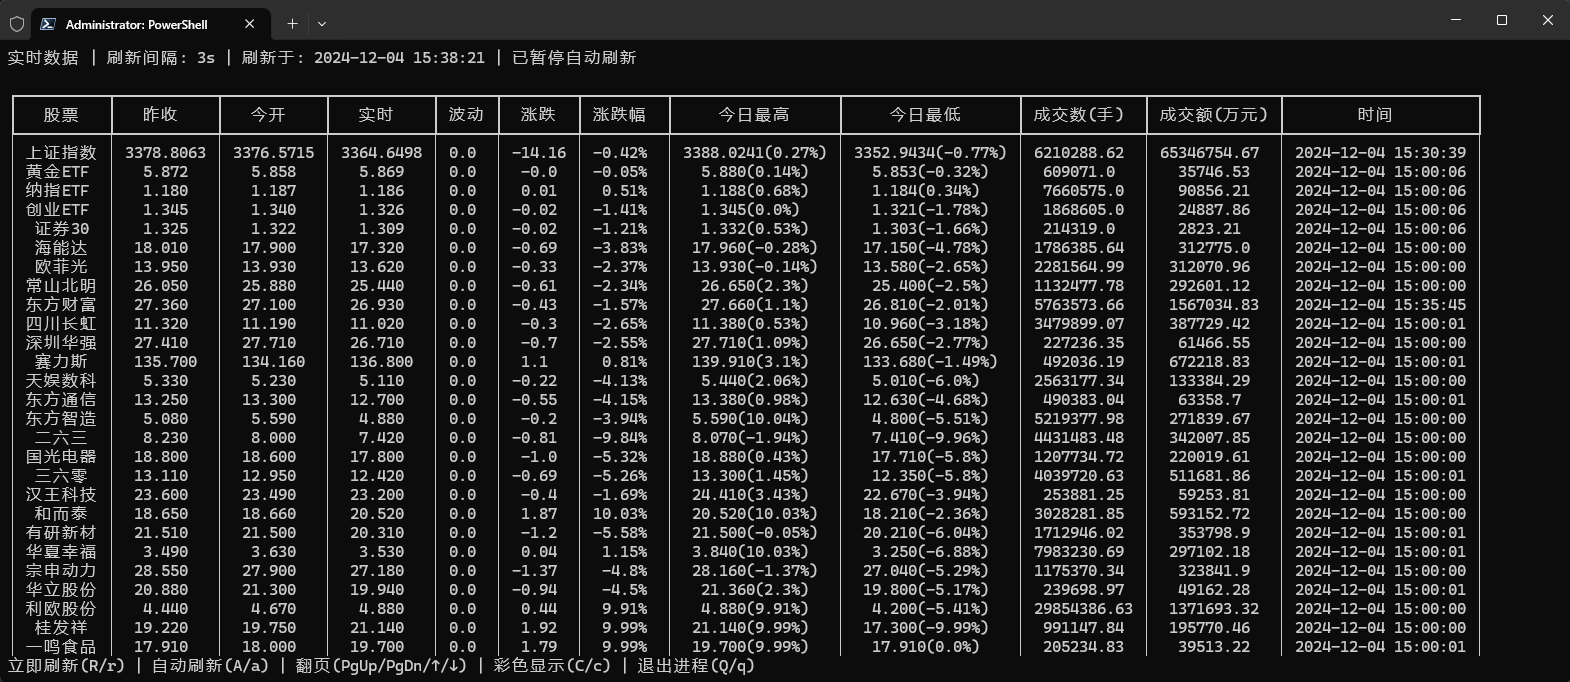 Administrator: PowerShell
实时数据 | 刷新间隔: 3s | 刷新于: 2024-12-04 15:38:21 | 已暂停自动刷新
股票 昨收 今开 实时 波动 涨跌 涨跌幅 今日最高 今日最低 成交数(手) 成交额(万元) 时间
上证指数 3378.8063 3376.5715 3364.6498 0.0 -14.16 -0.42% 3388.0241(0.27%) 3352.9434(-0.77%) 6210288.62 65346754.67 2024-12-04 15:30:39
黄金ETF 5.872 5.858 5.869 0.0 -0.0 -0.05% 5.880(0.14%) 5.853(-0.32%) 609071.0 35746.53 2024-12-04 15:00:06
纳指ETF 1.180 1.187 1.186 0.0 0.01 0.51% 1.188(0.68%) 1.184(0.34%) 7660575.0 90856.21 2024-12-04 15:00:06
创业ETF 1.345 1.340 1.326 0.0 -0.02 -1.41% 1.345(0.0%) 1.321(-1.78%) 1868605.0 24887.86 2024-12-04 15:00:06
证券30 1.325 1.322 1.309 0.0 -0.02 -1.21% 1.332(0.53%) 1.303(-1.66%) 214319.0 2823.21 2024-12-04 15:00:06
海能达 18.010 17.900 17.320 0.0 -0.69 -3.83% 17.960(-0.28%) 17.150(-4.78%) 1786385.64 312775.0 2024-12-04 15:00:00
欧菲光 13.950 13.930 13.620 0.0 -0.33 -2.37% 13.930(-0.14%) 13.580(-2.65%) 2281564.99 312070.96 2024-12-04 15:00:00
常山北明 26.050 25.880 25.440 0.0 -0.61 -2.34% 26.650(2.3%) 25.400(-2.5%) 1132477.78 292601.12 2024-12-04 15:00:00
东方财富 27.360 27.100 26.930 0.0 -0.43 -1.57% 27.660(1.1%) 26.810(-2.01%) 5763573.66 1567034.83 2024-12-04 15:35:45
四川长虹 11.320 11.190 11.020 0.0 -0.3 -2.65% 11.380(0.53%) 10.960(-3.18%) 3479899.07 387729.42 2024-12-04 15:00:01
深圳华强 27.410 27.710 26.710 0.0 -0.7 -2.55% 27.710(1.09%) 26.650(-2.77%) 227236.35 61466.55 2024-12-04 15:00:00
赛力斯 135.700 134.160 136.800 0.0 1.1 0.81% 139.910(3.1%) 133.680(-1.49%) 492036.19 672218.83 2024-12-04 15:00:01
天娱数科 5.330 5.230 5.110 0.0 -0.22 -4.13% 5.440(2.06%) 5.010(-6.0%) 2563177.34 133384.29 2024-12-04 15:00:00
东方通信 13.250 13.300 12.700 0.0 -0.55 -4.15% 13.380(0.98%) 12.630(-4.68%) 490383.04 63358.7 2024-12-04 15:00:01
东方智造 5.080 5.590 4.880 0.0 -0.2 -3.94% 5.590(10.04%) 4.800(-5.51%) 5219377.98 271839.67 2024-12-04 15:00:00
二六三 8.230 8.000 7.420 0.0 -0.81 -9.84% 8.070(-1.94%) 7.410(-9.96%) 4431483.48 342007.85 2024-12-04 15:00:00
国光电器 18.800 18.600 17.800 0.0 -1.0 -5.32% 18.880(0.43%) 17.710(-5.8%) 1207734.72 220019.61 2024-12-04 15:00:00
三六零 13.110 12.950 12.420 0.0 -0.69 -5.26% 13.300(1.45%) 12.350(-5.8%) 4039720.63 511681.86 2024-12-04 15:00:01
汉王科技 23.600 23.490 23.200 0.0 -0.4 -1.69% 24.410(3.43%) 22.670(-3.94%) 253881.25 59253.81 2024-12-04 15:00:00
和而泰 18.650 18.660 20.520 0.0 1.87 10.03% 20.520(10.03%) 18.210(-2.36%) 3028281.85 593152.72 2024-12-04 15:00:00
有研新材 21.510 21.500 20.310 0.0 -1.2 -5.58% 21.500(-0.05%) 20.210(-6.04%) 1712946.02 353798.9 2024-12-04 15:00:01
华夏幸福 3.490 3.630 3.530 0.0 0.04 1.15% 3.840(10.03%) 3.250(-6.88%) 7983230.69 297102.18 2024-12-04 15:00:01
宗申动力 28.550 27.900 27.180 0.0 -1.37 -4.8% 28.160(-1.37%) 27.040(-5.29%) 1175370.34 323841.9 2024-12-04 15:00:00
华立股份 20.880 21.300 19.940 0.0 -0.94 -4.5% 21.360(2.3%) 19.800(-5.17%) 239698.97 49162.28 2024-12-04 15:00:01
利欧股份 4.440 4.670 4.880 0.0 0.44 9.91% 4.880(9.91%) 4.200(-5.41%) 29854386.63 1371693.32 2024-12-04 15:00:00
桂发祥 19.220 19.750 21.140 0.0 1.92 9.99% 21.140(9.99%) 17.300(-9.99%) 991147.84 195770.46 2024-12-04 15:00:00
一鸣食品 17.910 18.000 19.700 0.0 1.79 9.99% 19.700(9.99%) 17.910(0.0%) 205234.83 39513.22 2024-12-04 15:00:01
立即刷新(R/r) | 自动刷新(A/a) | 翻页(PgUp/PgDn/↑/↓) | 彩色显示(C/c) | 退出进程(Q/q)